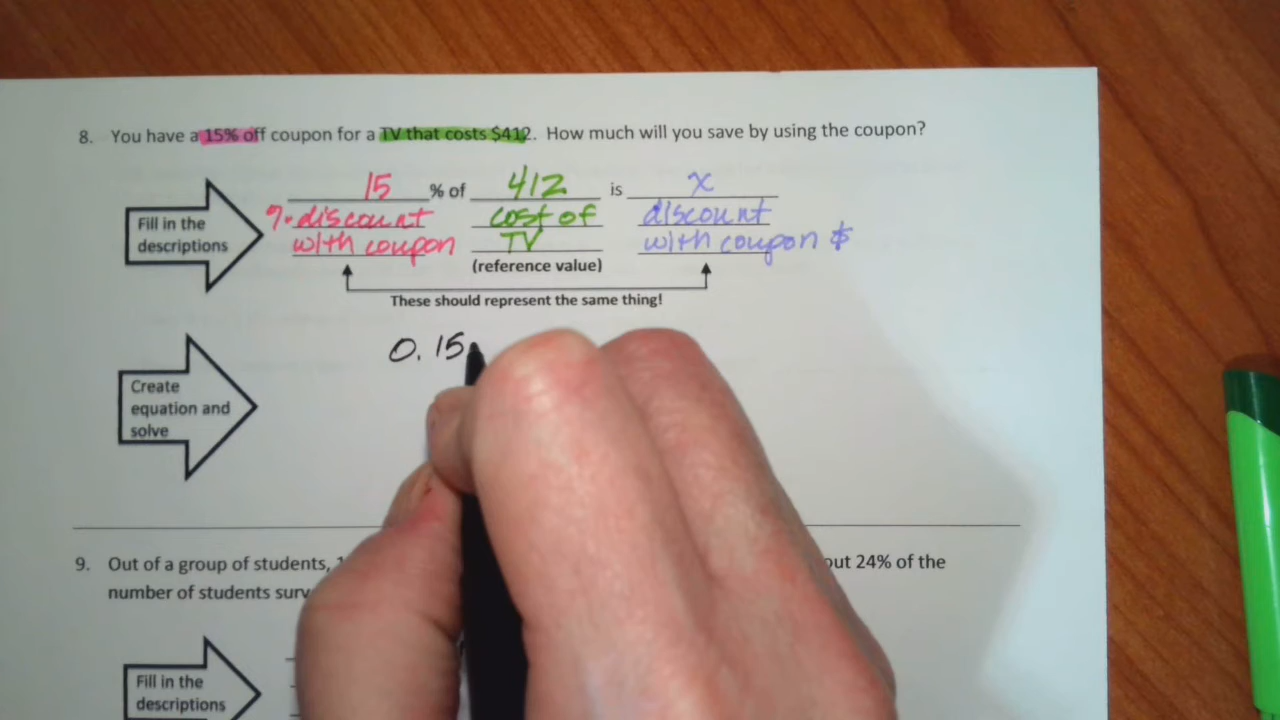 8. You have a 15% off coupon for a TV that costs $412. How much will you save by using the coupon?
15 % of 412 is x
Fill in the descriptions
% discount with coupon
cost of TV
(reference value)
discount with coupon $
These should represent the same thing!
0.15
Create equation and solve
9. Out of a group of students,
24% of the
number of students
Fill in the descriptions